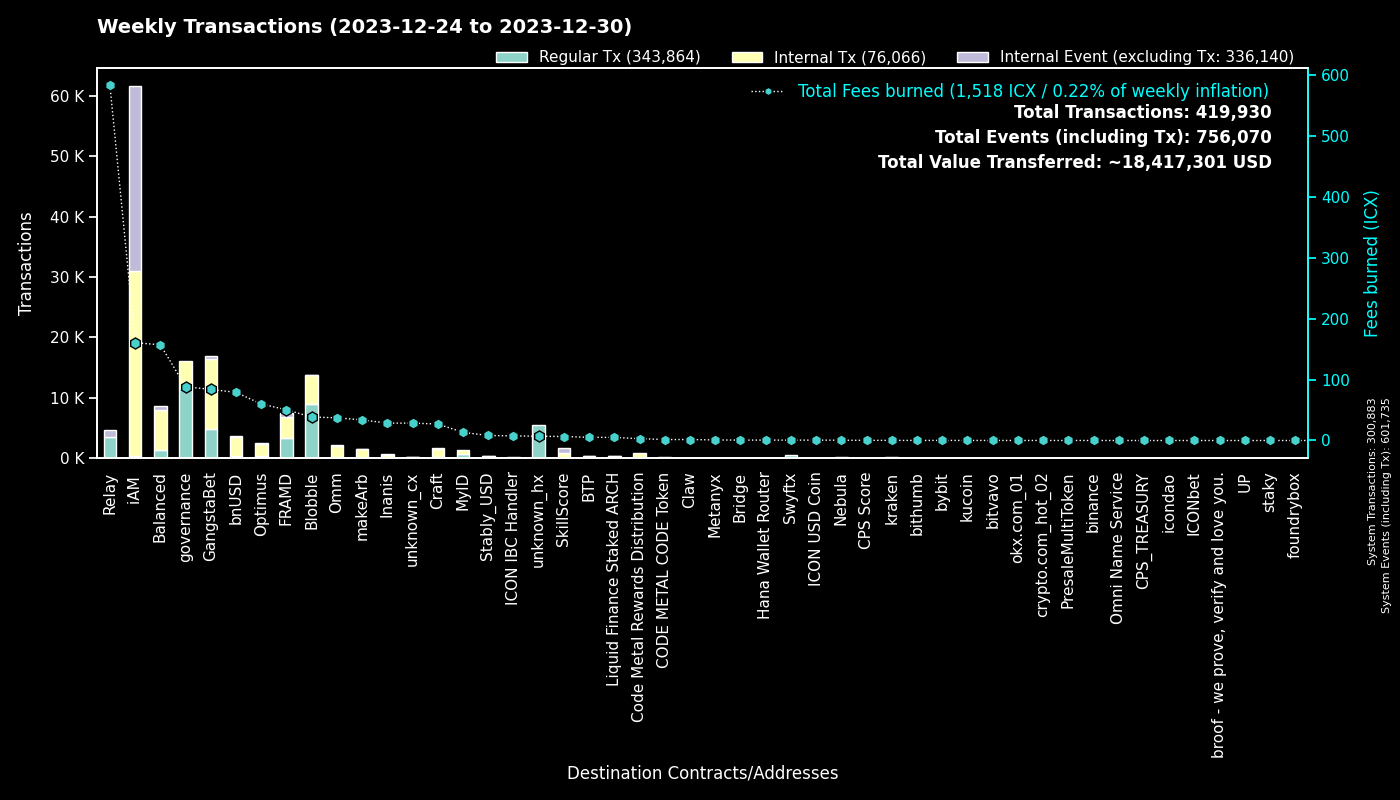 Weekly Transactions (2023-12-24 to 2023-12-30)
Regular Tx (343,864)
Internal Tx (76,066)
Internal Event (excluding Tx: 336,140)
Total Fees burned (1,518 ICX / 0.22% of weekly inflation)
Total Transactions: 419,930
Total Events (including Tx): 756,070
Total Value Transferred: ~18,417,301 USD
Transactions
60 K
50 K
40 K
30 K
20 K
10 K
0 K
600
500
400
300
200
100
0
Fees burned (ICX)
Relay
iAM
Balanced
governance
GangstaBet
bnUSD
Optimus
FRAMD
Blobble
Omm
makeArb
Inanis
unknown_cx
Craft
MyID
Stably_USD
ICON IBC Handler
unknown_hx
SkillScore
BTP
Liquid Finance Staked ARCH
Code Metal Rewards Distribution
CODE METAL CODE Token
Claw
Metanyx
Bridge
Hana Wallet Router
Swyftx
ICON USD Coin
Nebula
CPS Score
kraken
bithumb
bybit
kucoin
bitvavo
okx.com_01
crypto.com_hot_02
PresaleMultiToken
binance
Omni Name Service
CPS_TREASURY
icondao
ICONbet
broof - we prove, verify and love you.
UP
staky
foundrybox
Destination Contracts/Addresses
System Transactions: 300,883
System Events (including Tx): 601,735